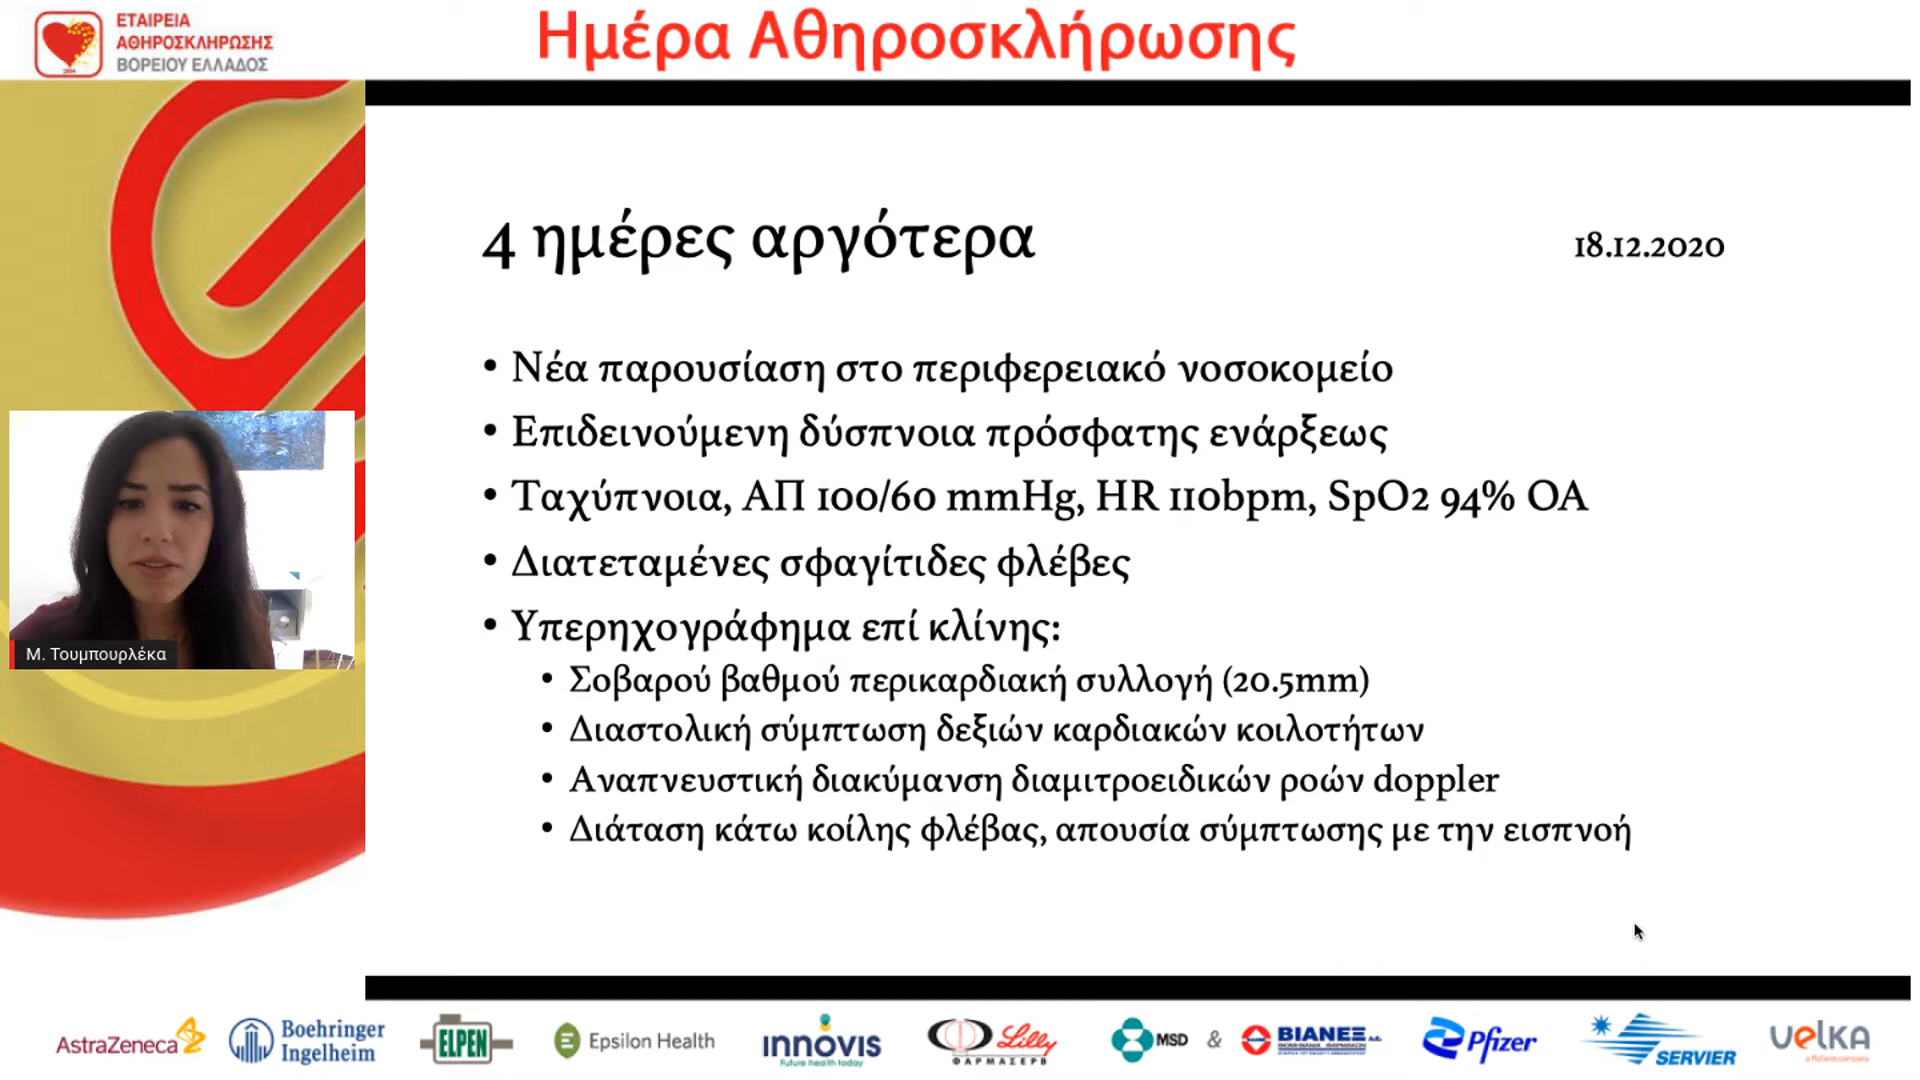 ΕΤΑΙΡΕΙΑ
ΑΘΗΡΟΣΚΛΗΡΩΣΗΣ
ΒΟΡΕΙΟΥ ΕΛΛΑΔΟΣ
Ημέρα Αθηροσκλήρωσης
4 ημέρες αργότερα
18.12.2020
• Νέα παρουσίαση στο περιφερειακό νοσοκομείο
• Επιδεινούμενη δύσπνοια πρόσφατης ενάρξεως
• Ταχύπνοια, ΑΠ 100/60 mmHg, HR 110bpm, SpO2 94% ΟΑ
• Διατεταμένες σφαγίτιδες φλέβες
• Υπερηχογράφημα επί κλίνης:
• Σοβαρού βαθμού περικαρδιακή συλλογή (20.5mm)
• Διαστολική σύμπτωση δεξιών καρδιακών κοιλοτήτων
• Αναπνευστική διακύμανση διαμιτροειδικών ροών doppler
• Διάταση κάτω κοίλης φλέβας, απουσία σύμπτωσης με την εισπνοή
Μ. Τουμπουρλέκα
AstraZeneca
Boehringer
Ingelheim
ELPEN
Epsilon Health
INNOVIS
Future health today
Lilly
ΦΑΡΜΑΣΕΡΒ
MSD & ΒΙΑΝΕΞ Α.Ε.
Pfizer
SERVIER
velka